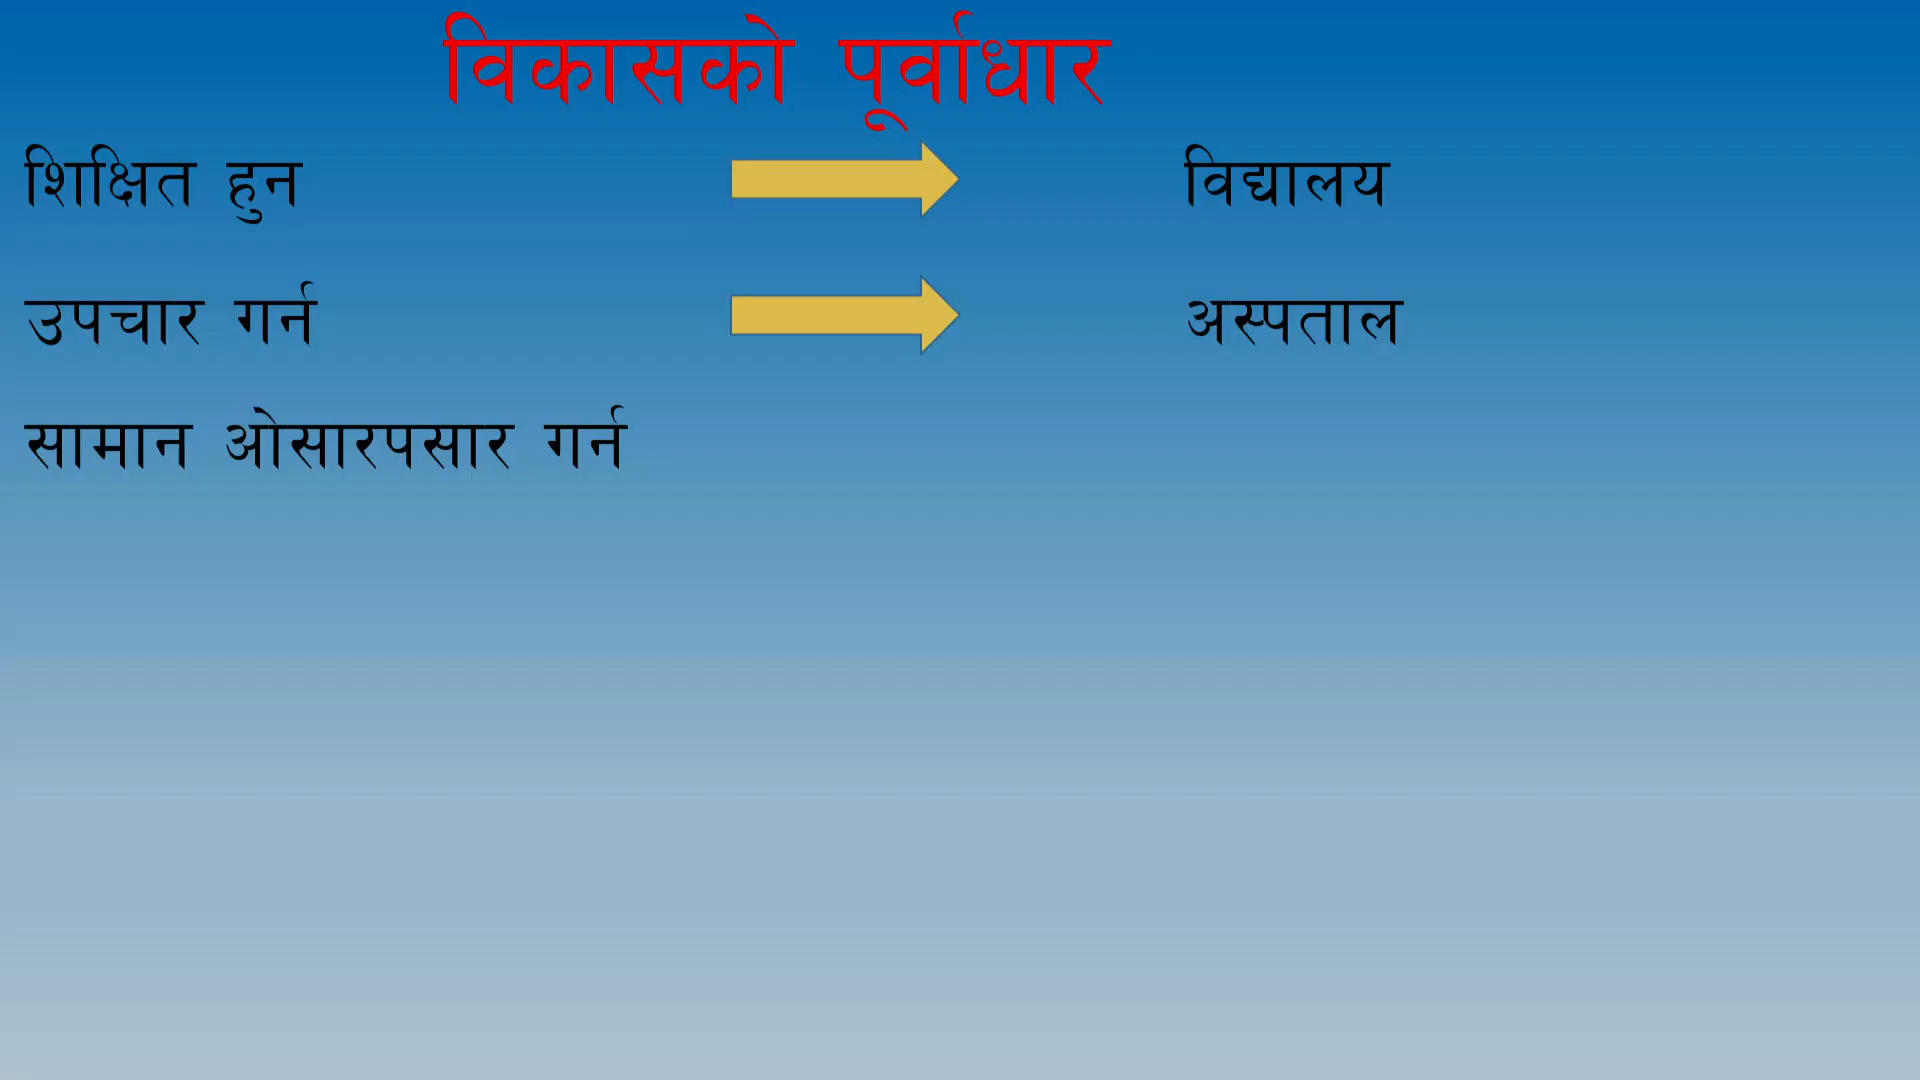 विकासको पूर्वाधार
शिक्षित हुन विद्यालय
उपचार गर्न अस्पताल
सामान ओसारपसार गर्न